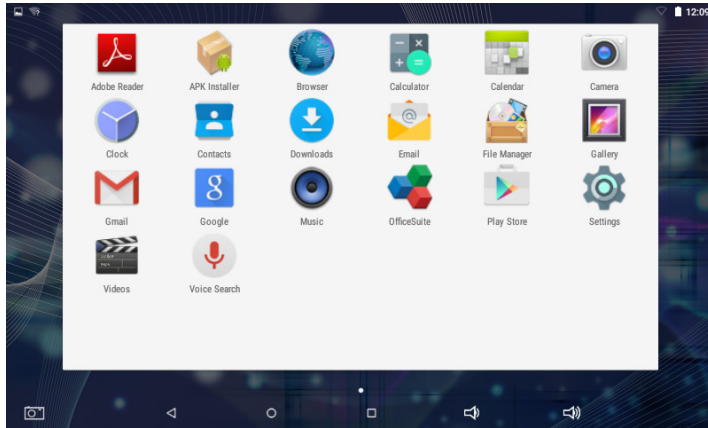 12:09
Adobe Reader APK Installer Browser Calculator Calendar Camera
Clock Contacts Downloads Email File Manager Gallery
Gmail Google Music OfficeSuite Play Store Settings
Videos Voice Search